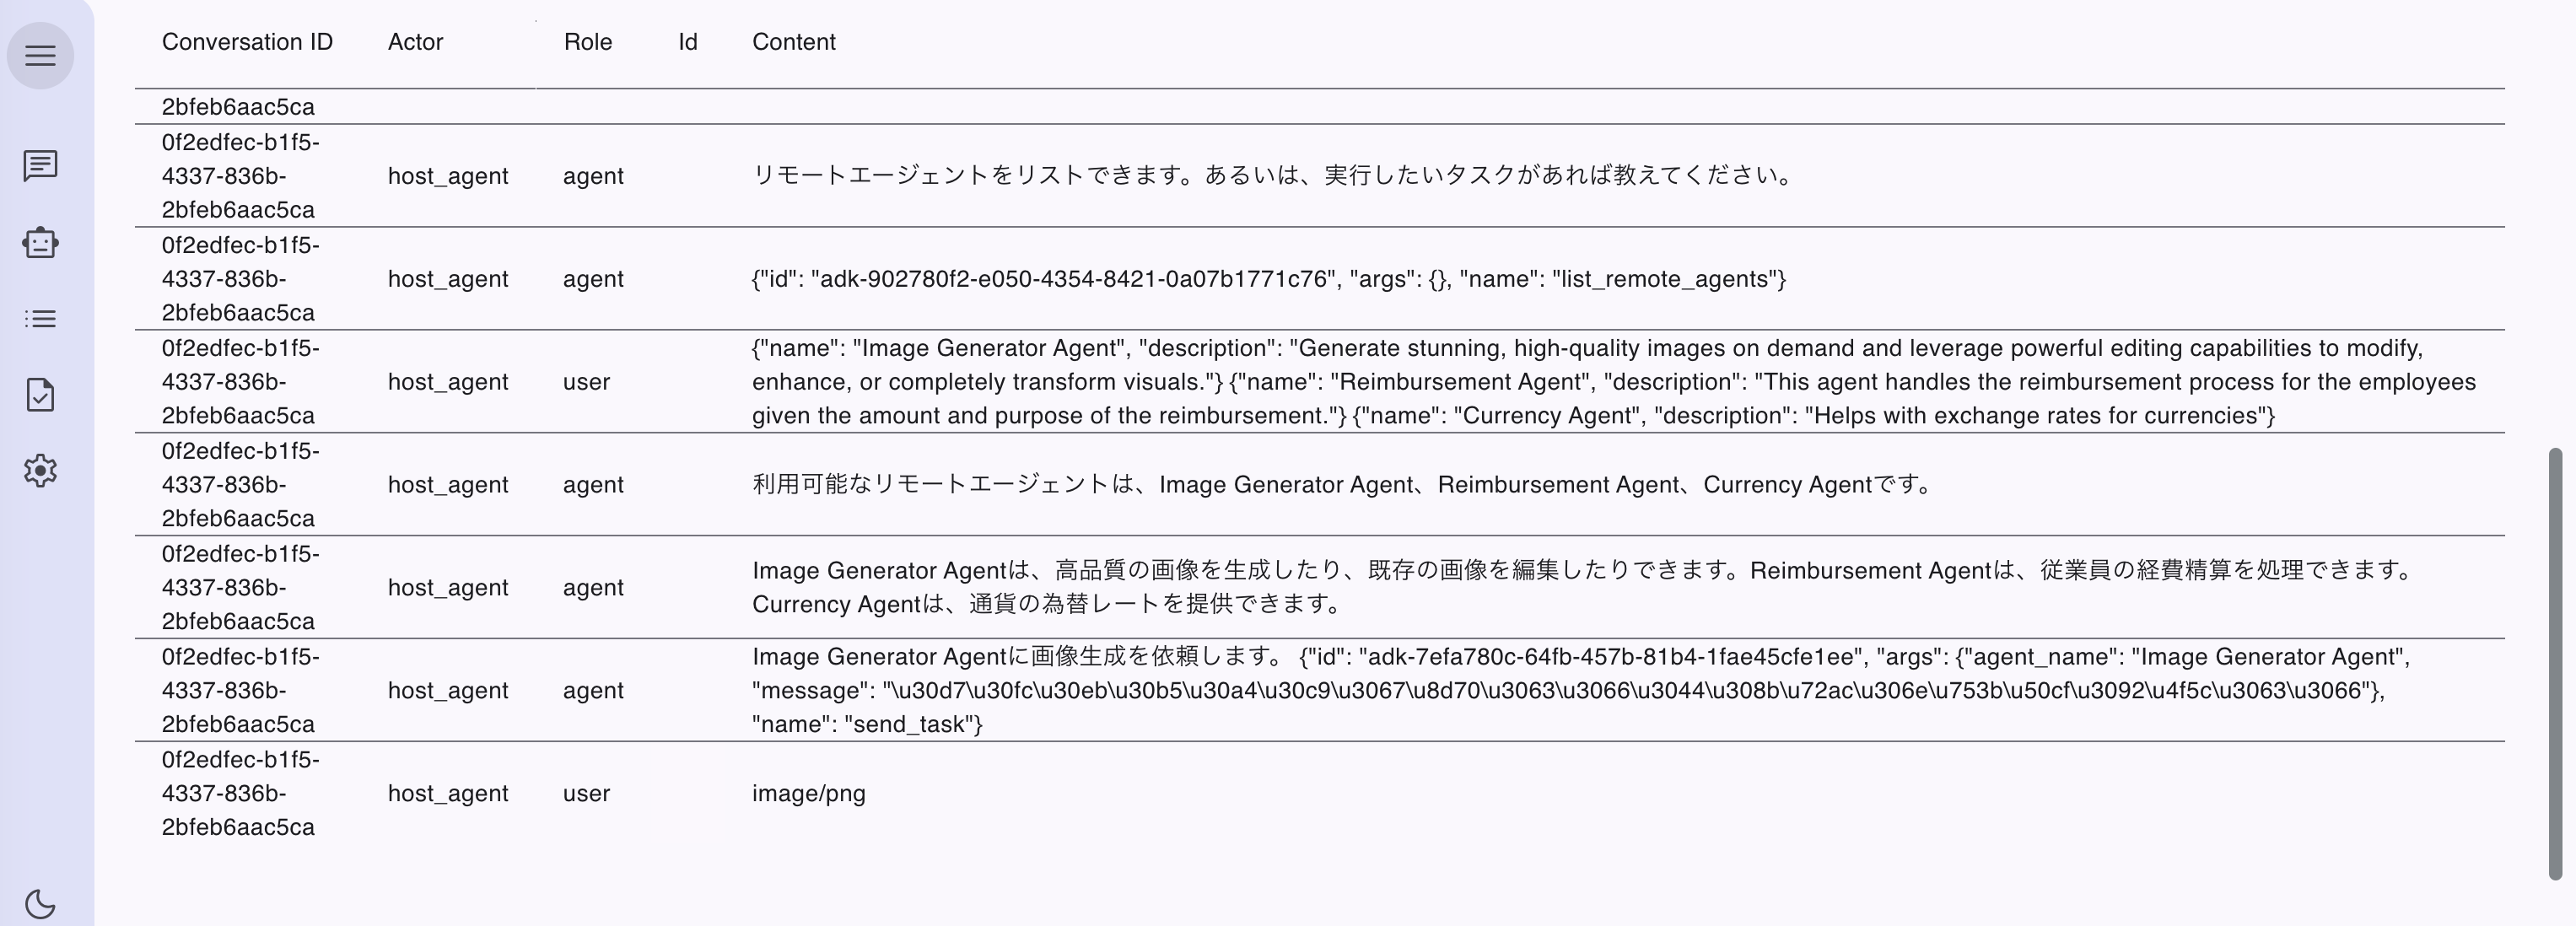 Conversation ID Actor Role Id Content
2bfeb6aac5ca
0f2edfec-b1f5-
4337-836b-
2bfeb6aac5ca
host_agent agent リモートエージェントをリストできます。あるいは、実行したいタスクがあれば教えてください。
0f2edfec-b1f5-
4337-836b-
2bfeb6aac5ca
host_agent agent {"id": "adk-902780f2-e050-4354-8421-0a07b1771c76", "args": {}, "name": "list_remote_agents"}
0f2edfec-b1f5-
4337-836b-
2bfeb6aac5ca
host_agent user {"name": "Image Generator Agent", "description": "Generate stunning, high-quality images on demand and leverage powerful editing capabilities to modify,
enhance, or completely transform visuals."} {"name": "Reimbursement Agent", "description": "This agent handles the reimbursement process for the employees
given the amount and purpose of the reimbursement."} {"name": "Currency Agent", "description": "Helps with exchange rates for currencies"}
0f2edfec-b1f5-
4337-836b-
2bfeb6aac5ca
host_agent agent 利用可能なリモートエージェントは、Image Generator Agent、Reimbursement Agent、Currency Agentです。
0f2edfec-b1f5-
4337-836b-
2bfeb6aac5ca
host_agent agent Image Generator Agentは、高品質の画像を生成したり、既存の画像を編集したりできます。Reimbursement Agentは、従業員の経費精算を処理できます。
Currency Agentは、通貨の為替レートを提供できます。
0f2edfec-b1f5-
4337-836b-
2bfeb6aac5ca
host_agent agent Image Generator Agentに画像生成を依頼します。 {"id": "adk-7efa780c-64fb-457b-81b4-1fae45cfe1ee", "args": {"agent_name": "Image Generator Agent",
"message": "\u30d7\u30fc\u30eb\u30b5\u30a4\u30c9\u3067\u8d70\u3063\u3066\u3044\u308b\u72ac\u306e\u753b\u50cf\u3092\u4f5c\u3063\u3066"},
"name": "send_task"}
0f2edfec-b1f5-
4337-836b-
2bfeb6aac5ca
host_agent user image/png